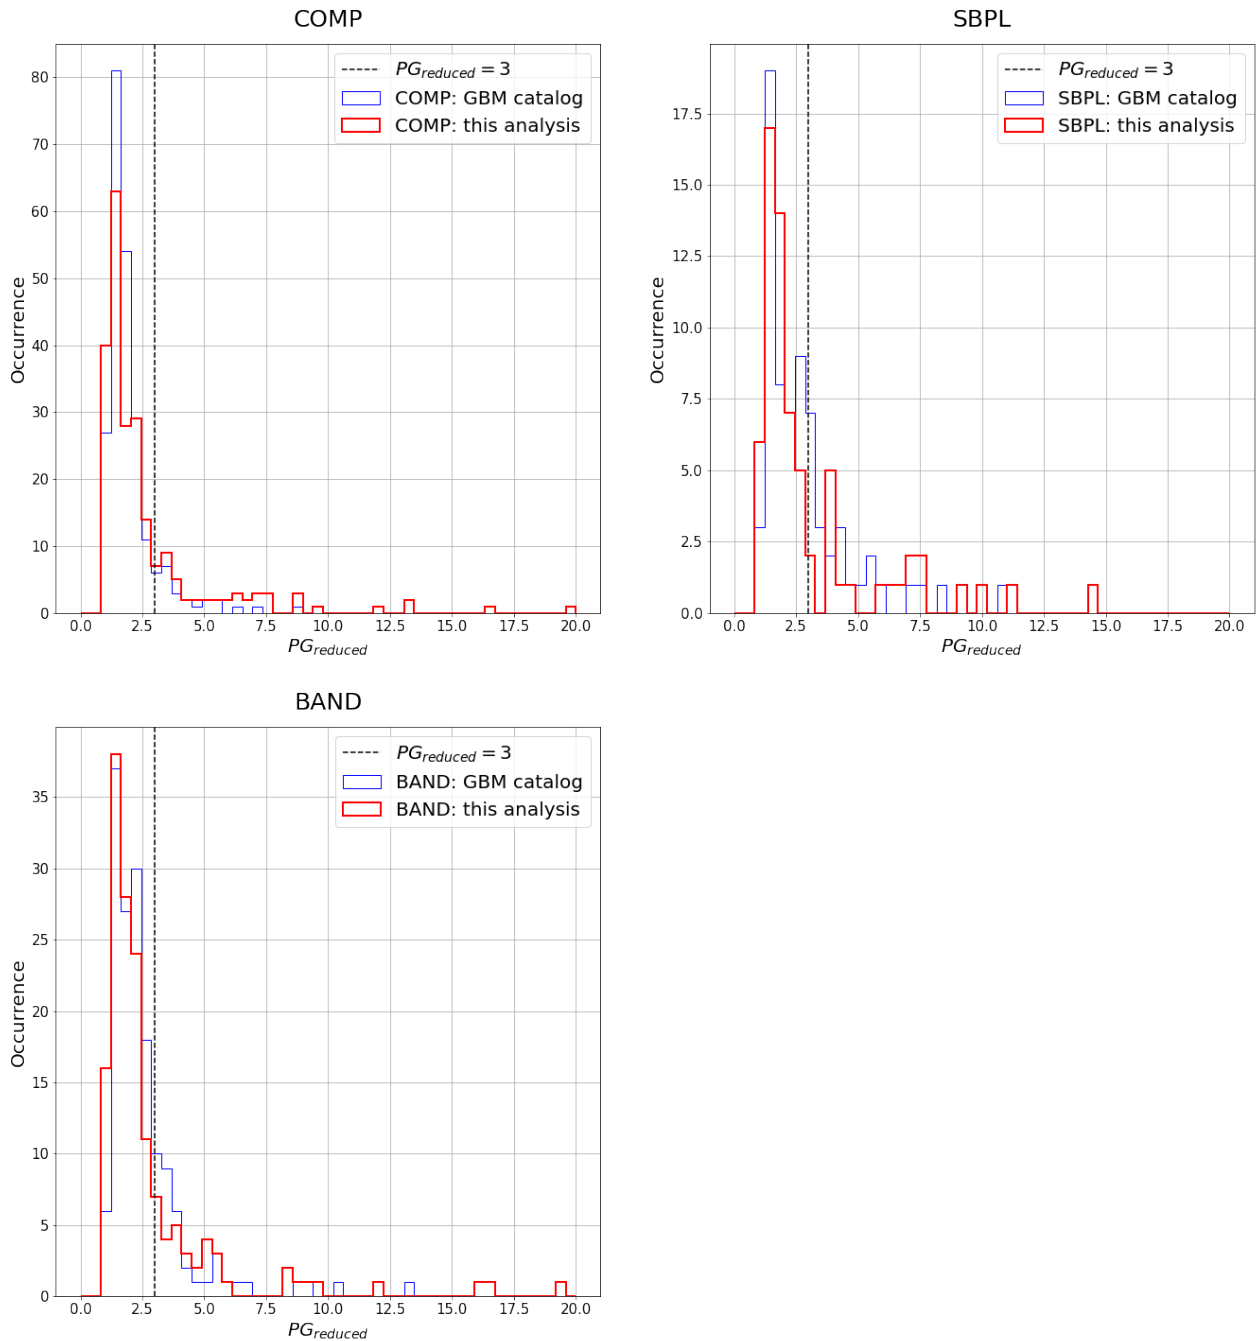 COMP
PG_reduced = 3
COMP: GBM catalog
COMP: this analysis
80
70
60
50
40
30
20
10
0
Occurrence
0.0 2.5 5.0 7.5 10.0 12.5 15.0 17.5 20.0
PG_reduced
SBPL
PG_reduced = 3
SBPL: GBM catalog
SBPL: this analysis
17.5
15.0
12.5
10.0
7.5
5.0
2.5
0.0
Occurrence
0.0 2.5 5.0 7.5 10.0 12.5 15.0 17.5 20.0
PG_reduced
BAND
PG_reduced = 3
BAND: GBM catalog
BAND: this analysis
35
30
25
20
15
10
5
0
Occurrence
0.0 2.5 5.0 7.5 10.0 12.5 15.0 17.5 20.0
PG_reduced